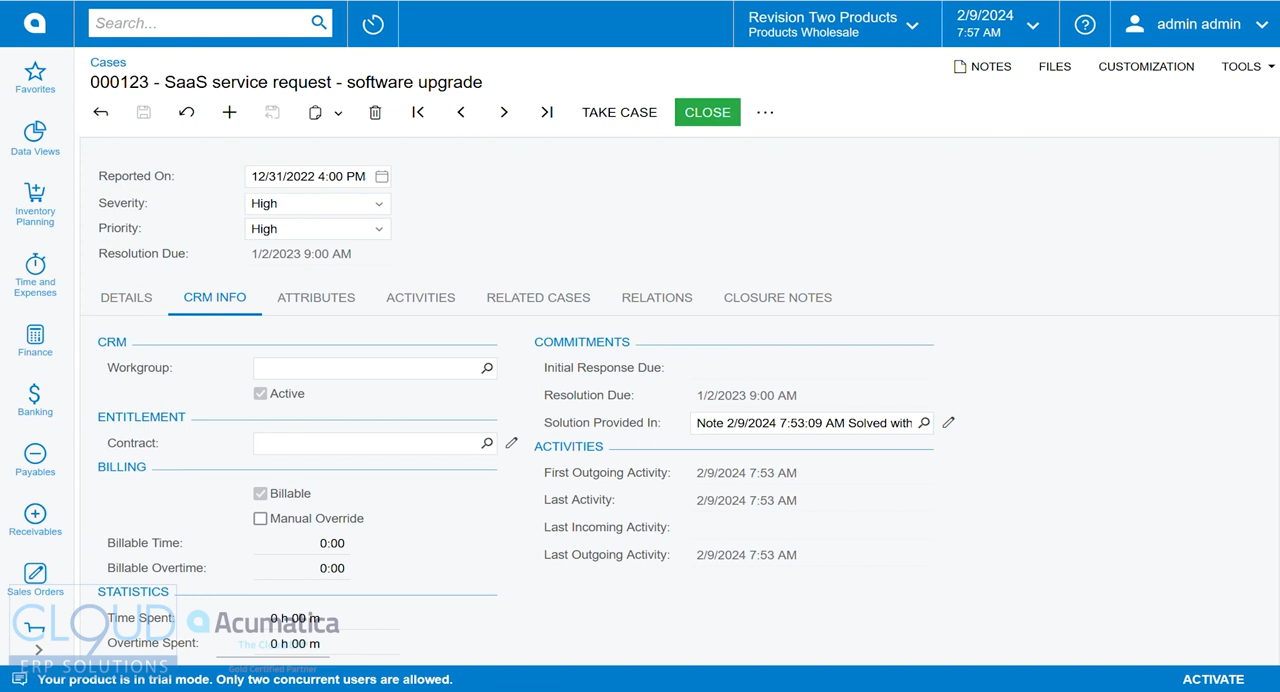 Search...
Revision Two Products
Products Wholesale
2/9/2024
7:57 AM
admin admin
Favorites
Data Views
Inventory
Planning
Time and
Expenses
Finance
Banking
Payables
Receivables
Sales Orders
Cases
000123 - SaaS service request - software upgrade
NOTES
FILES
CUSTOMIZATION
TOOLS
TAKE CASE
CLOSE
Reported On: 12/31/2022 4:00 PM
Severity: High
Priority: High
Resolution Due: 1/2/2023 9:00 AM
DETAILS
CRM INFO
ATTRIBUTES
ACTIVITIES
RELATED CASES
RELATIONS
CLOSURE NOTES
CRM
Workgroup:
Active
ENTITLEMENT
Contract:
BILLING
Billable
Manual Override
Billable Time: 0:00
Billable Overtime: 0:00
STATISTICS
Time Spent: 0 h 00 m
Overtime Spent: 0 h 00 m
COMMITMENTS
Initial Response Due:
Resolution Due: 1/2/2023 9:00 AM
Solution Provided In: Note 2/9/2024 7:53:09 AM Solved with
ACTIVITIES
First Outgoing Activity: 2/9/2024 7:53 AM
Last Activity: 2/9/2024 7:53 AM
Last Incoming Activity:
Last Outgoing Activity: 2/9/2024 7:53 AM
CLOUD 9
ERP SOLUTIONS
Acumatica
The Cloud ERP
Gold Certified Partner
Your product is in trial mode. Only two concurrent users are allowed.
ACTIVATE